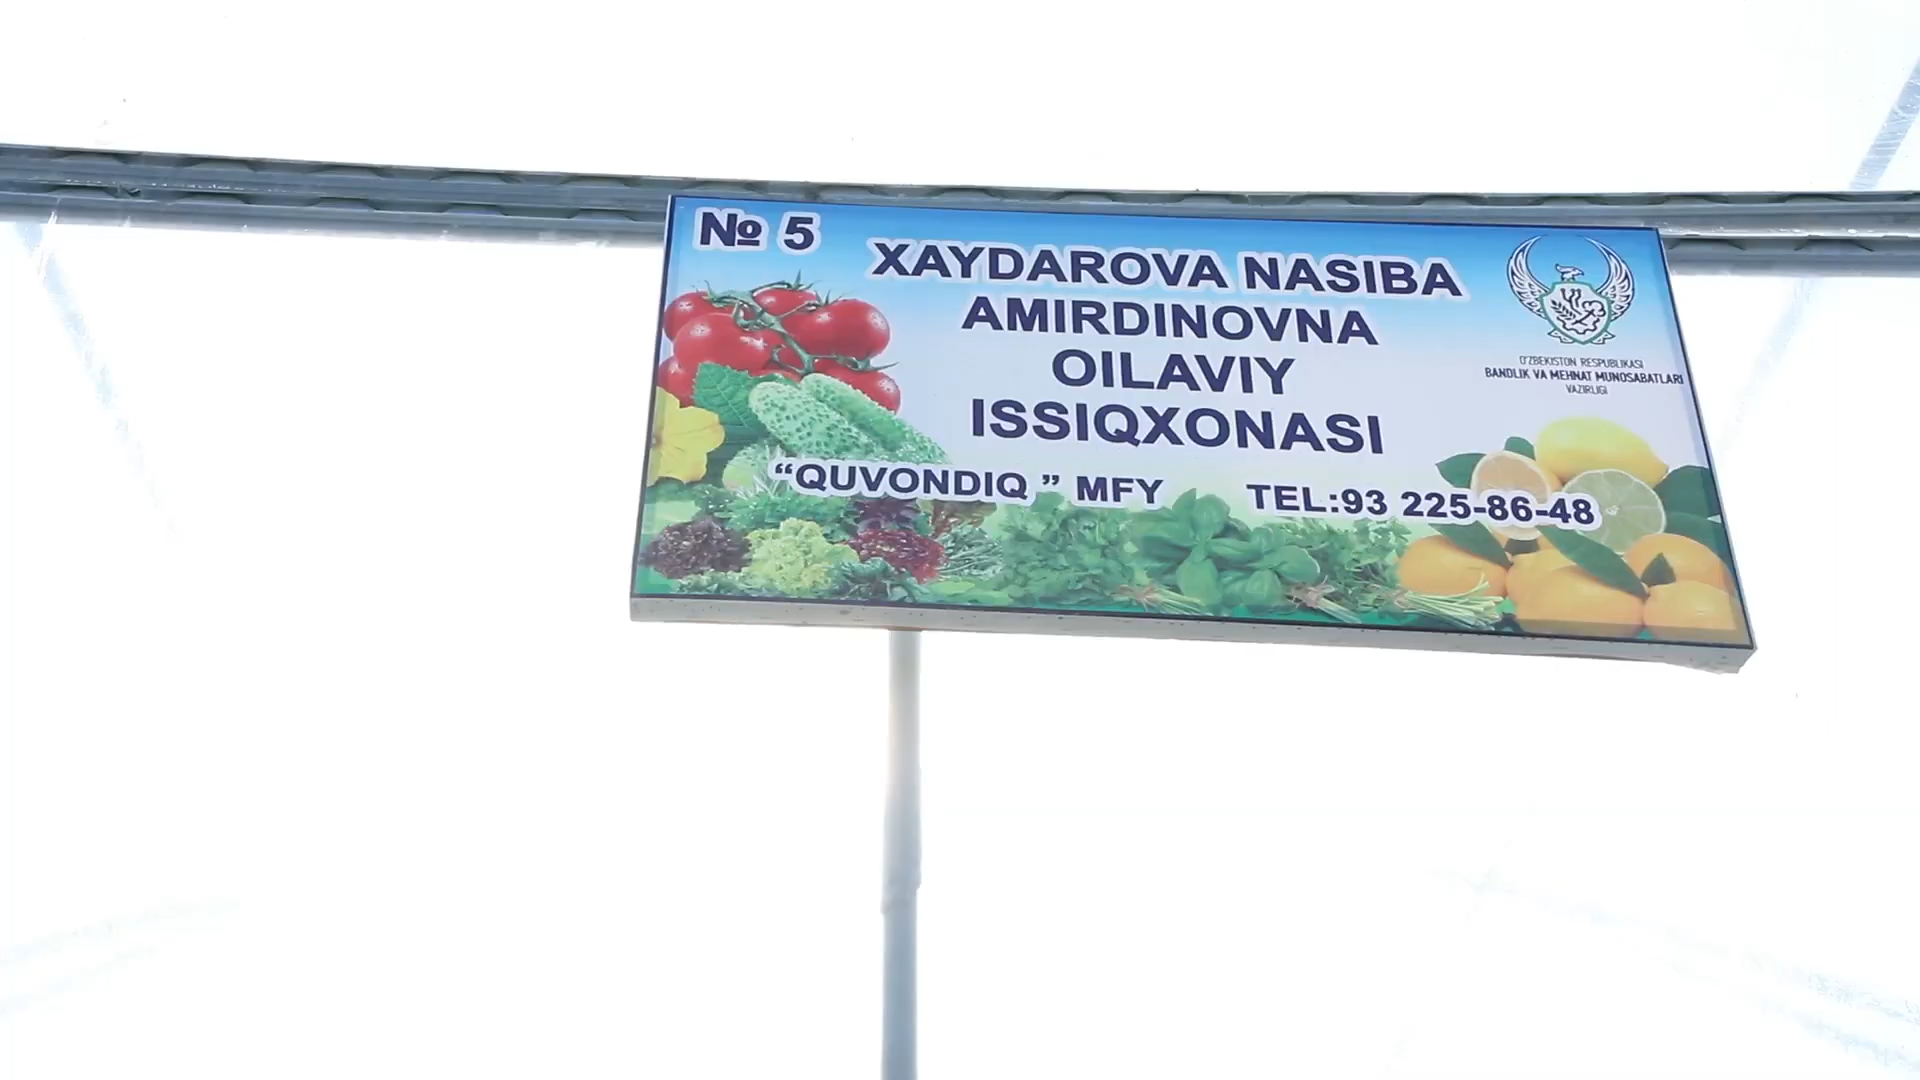 № 5
XAYDAROVA NASIBA
AMIRDINOVNA
OILAVIY
ISSIQXONASI
“QUVONDIQ ” MFY TEL:93 225-86-48
O'ZBEKISTON RESPUBLIKASI
BANDLIK VA MEHNAT MUNOSABATLARI
VAZIRLIGI